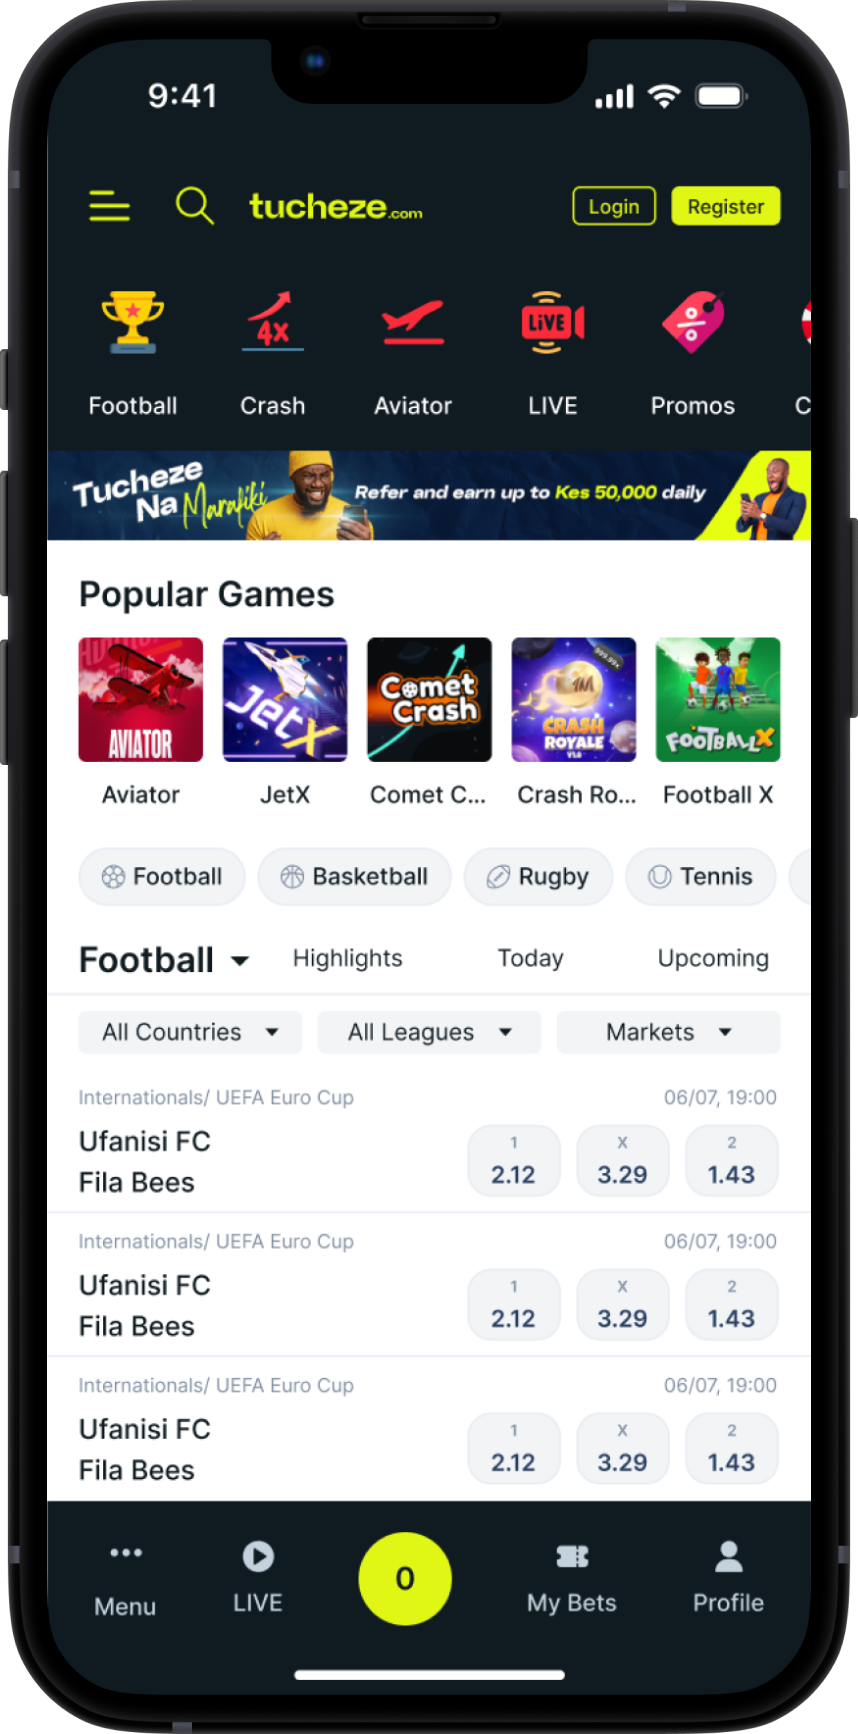 9:41
tucheze.com
Login
Register
4X
LiVE
Football
Crash
Aviator
LIVE
Promos
C
Tucheze
Na Marafiki
Refer and earn up to Kes 50,000 daily
Popular Games
AVIATOR
JetX
Comet
Crash
999.99x
1M
CRASH
ROYALE
V1.0
FOOTBALLX
Aviator
JetX
Comet C...
Crash Ro...
Football X
Football
Basketball
Rugby
Tennis
Football
Highlights
Today
Upcoming
All Countries
All Leagues
Markets
Internationals/ UEFA Euro Cup
06/07, 19:00
Ufanisi FC
Fila Bees
1
2.12
X
3.29
2
1.43
Internationals/ UEFA Euro Cup
06/07, 19:00
Ufanisi FC
Fila Bees
1
2.12
X
3.29
2
1.43
Internationals/ UEFA Euro Cup
06/07, 19:00
Ufanisi FC
Fila Bees
1
2.12
X
3.29
2
1.43
Menu
LIVE
0
My Bets
Profile